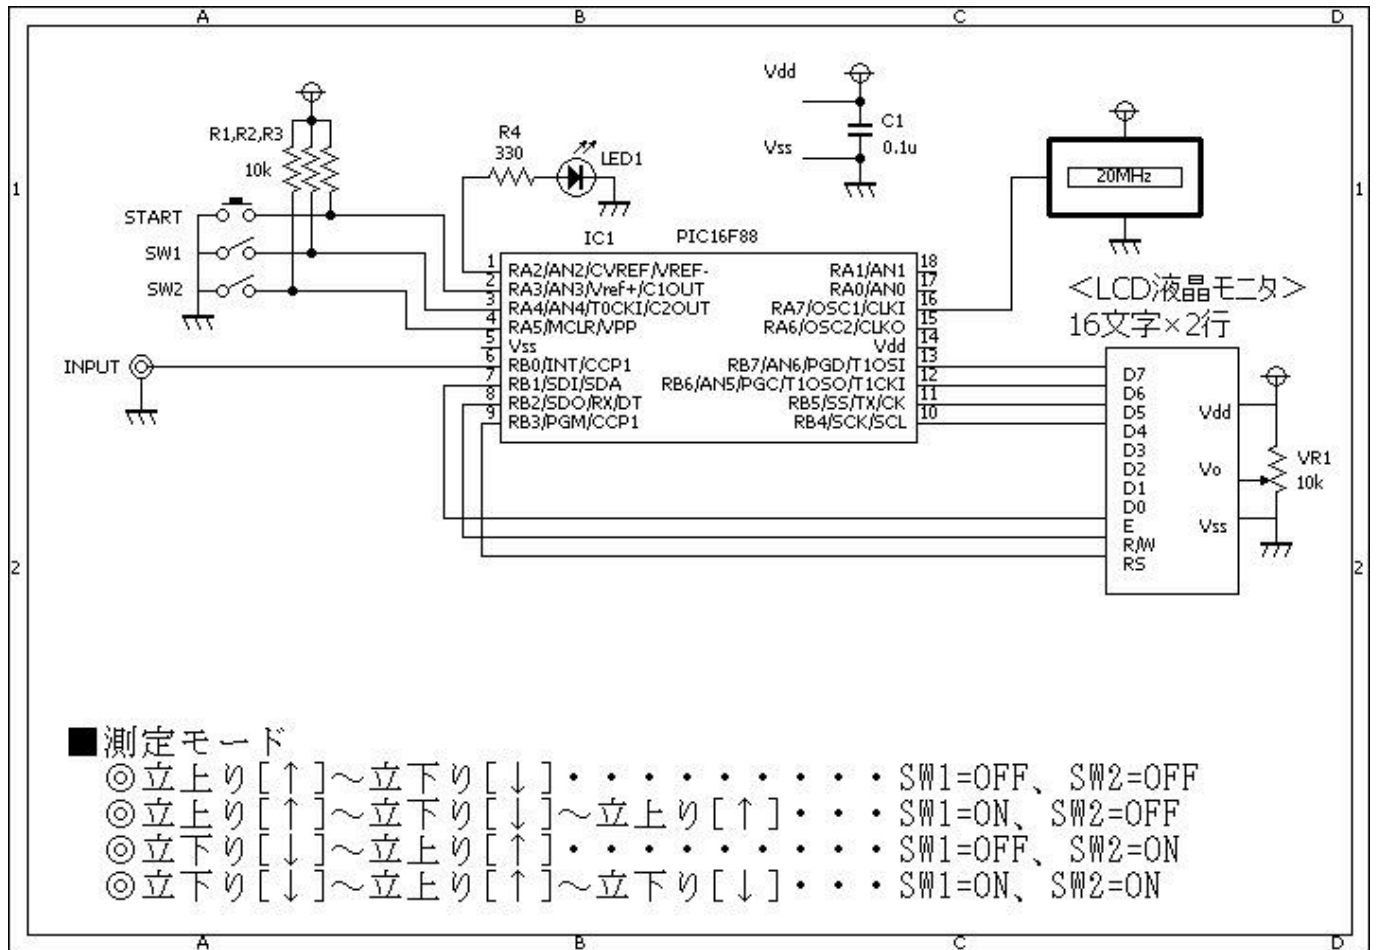 A B C D
Vdd
R1,R2,R3
10k
R4
330
LED1
C1
0.1u
Vss
20MHz
1 1
START
SW1
SW2
INPUT
IC1 PIC16F88
1 RA2/AN2/CVREF/VREF- RA1/AN1 18
2 RA3/AN3/Vref+/C1OUT RA0/AN0 17
3 RA4/AN4/T0CKI/C2OUT RA7/OSC1/CLKI 16
4 RA5/MCLR/VPP RA6/OSC2/CLKO 15
5 Vss Vdd 14
6 RB0/INT/CCP1 RB7/AN6/PGD/T1OSI 13
7 RB1/SDI/SDA RB6/AN5/PGC/T1OSO/T1CKI 12
8 RB2/SDO/RX/DT RB5/SS/TX/CK 11
9 RB3/PGM/CCP1 RB4/SCK/SCL 10
<LCD液晶モニタ>
16文字×2行
D7
D6
D5
D4
D3
D2
D1
D0
E
R/W
RS
Vdd
Vo
Vss
VR1
10k
2 2
■測定モード
◎立上り[↑]~立下り[↓]・・・・・・・・・SW1=OFF、SW2=OFF
◎立上り[↑]~立下り[↓]~立上り[↑]・・・SW1=ON、SW2=OFF
◎立下り[↓]~立上り[↑]・・・・・・・・・SW1=OFF、SW2=ON
◎立下り[↓]~立上り[↑]~立下り[↓]・・・SW1=ON、SW2=ON
A B C D